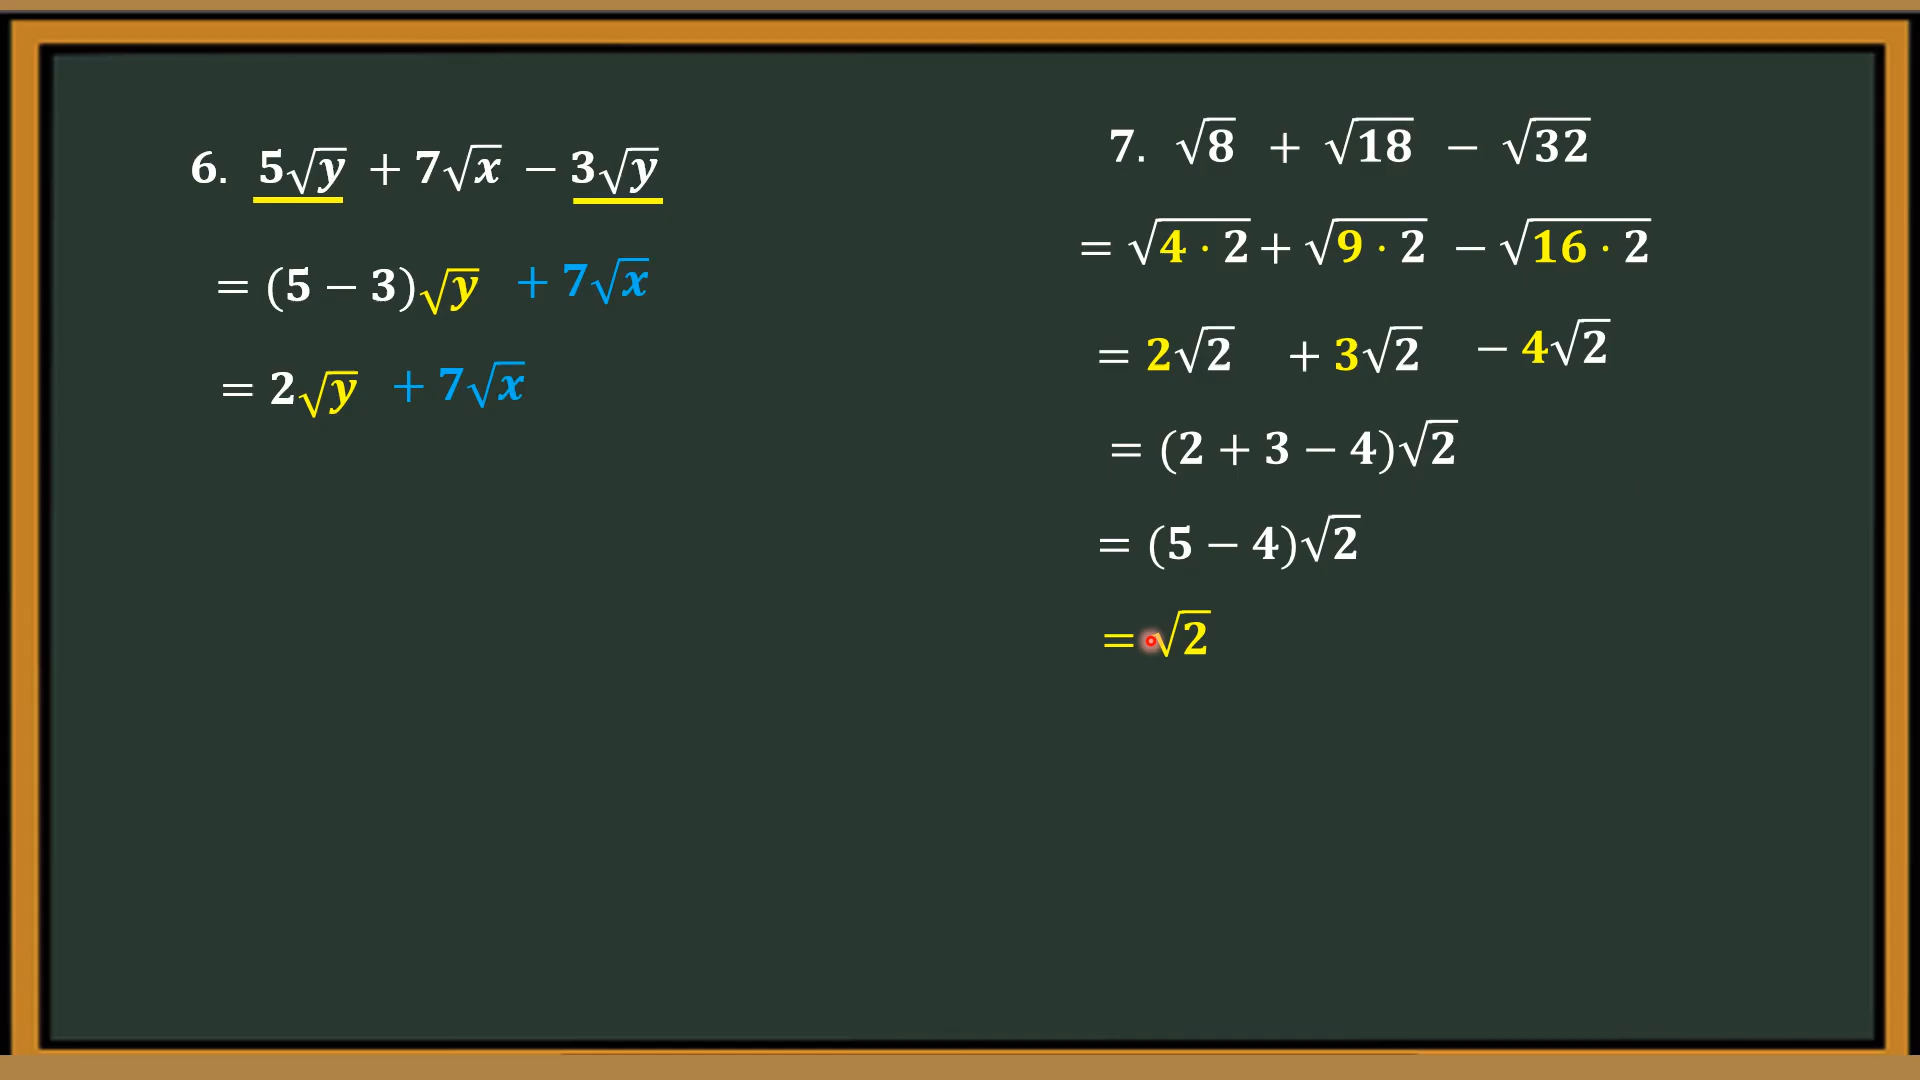 6. 5√y + 7√x − 3√y
= (5 − 3)√y + 7√x
= 2√y + 7√x
7. √8 + √18 − √32
= √(4 · 2) + √(9 · 2) − √(16 · 2)
= 2√2 + 3√2 − 4√2
= (2 + 3 − 4)√2
= (5 − 4)√2
= √2